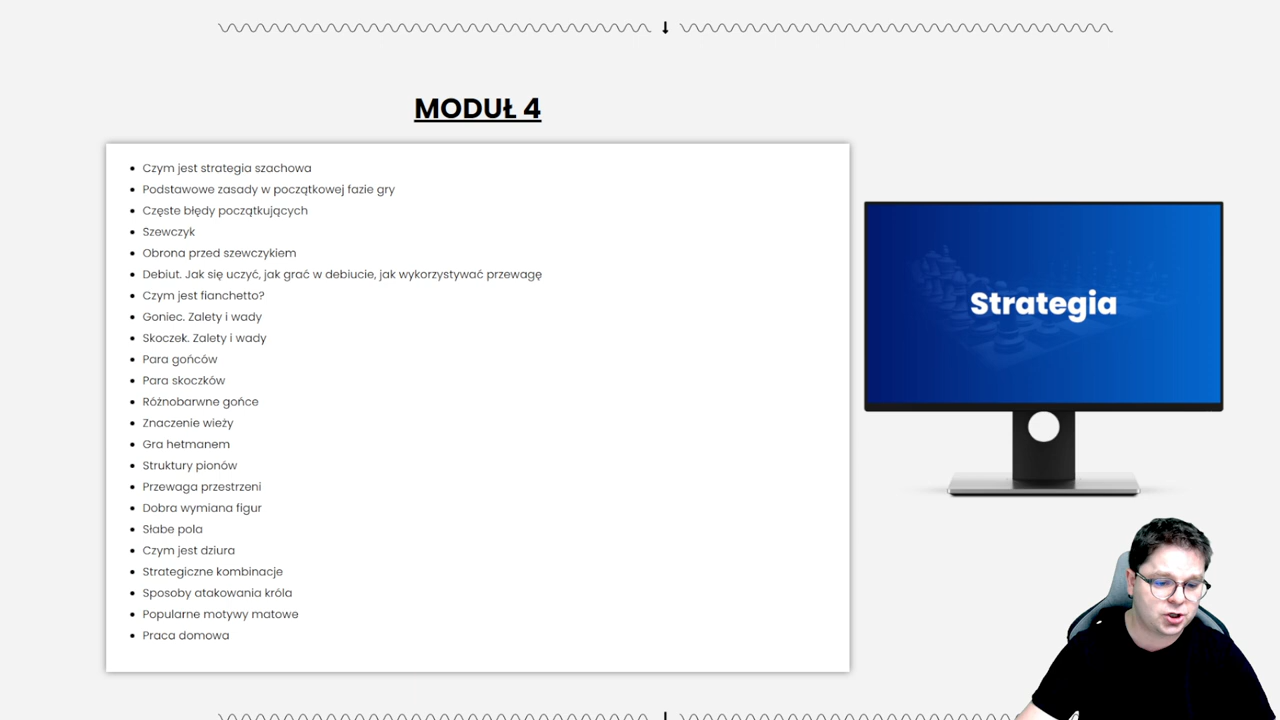 MODUŁ 4
Czym jest strategia szachowa
Podstawowe zasady w początkowej fazie gry
Częste błędy początkujących
Szewczyk
Obrona przed szewczykiem
Debiut. Jak się uczyć, jak grać w debiucie, jak wykorzystywać przewagę
Czym jest fianchetto?
Goniec. Zalety i wady
Skoczek. Zalety i wady
Para gońców
Para skoczków
Różnobarwne gońce
Znaczenie wieży
Gra hetmanem
Struktury pionów
Przewaga przestrzeni
Dobra wymiana figur
Słabe pola
Czym jest dziura
Strategiczne kombinacje
Sposoby atakowania króla
Popularne motywy matowe
Praca domowa
Strategia